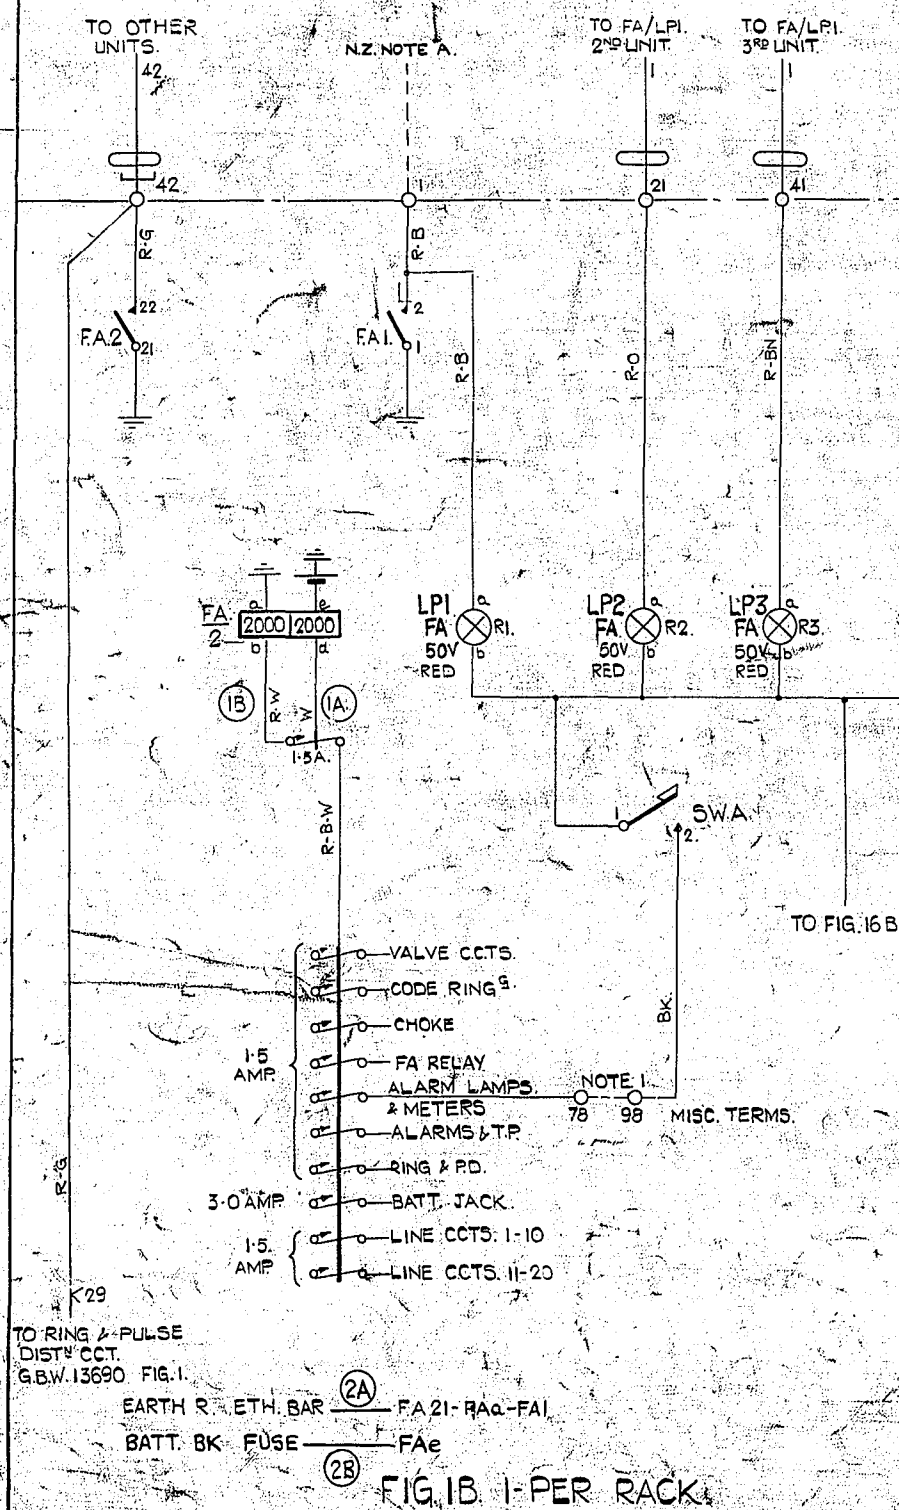 TO OTHER
UNITS.
42.
N.Z. NOTE A.
TO FA/LP1.
2ND UNIT
1
TO FA/LP1.
3RD UNIT.
1
42
1
21
41
R-G
R-B
22
F.A.2
21
2
FA1.
1
R-B
R-O
R-BN
FA
2
a
e
2000
2000
b
d
LP1
FA
50V
RED
a
R1.
b
LP2
FA
50V
RED
a
R2.
b
LP3
FA
50V
RED
a
R3.
b
1B
R-W
W
1A.
1·5A.
R-B-W
1
SW.A.
2.
TO FIG.16B
VALVE C.C.T.S.
CODE RINGG.
CHOKE
1·5
AMP.
FA RELAY
ALARM LAMPS.
& METERS
NOTE 1.
78
98
MISC. TERMS.
BK.
ALARMS & T.P.
RING & P.D.
3·0 AMP.
BATT. JACK.
1·5.
AMP.
LINE CCTS. 1-10
LINE CCTS. 11-20
R-G
K29
TO RING & PULSE
DISTN CCT.
G.B.W. 13690 FIG.1.
EARTH R. ETH. BAR 2A FA21-FAa-FA1
BATT. BK FUSE 2B FAe
FIG.1B. 1-PER RACK.